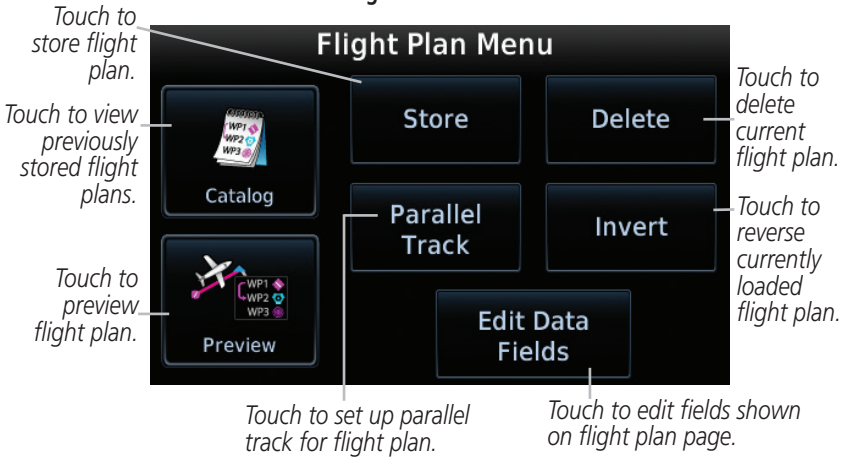 Touch to
store flight
plan.
Flight Plan Menu
Touch to view
previously
stored flight
plans.
WP1
WP2
WP3
Catalog
Store
Delete
Touch to
delete
current
flight plan.
Parallel
Track
Invert
Touch to
reverse
currently
loaded
flight plan.
Touch to
preview
flight plan.
WP1
WP2
WP3
Preview
Edit Data
Fields
Touch to set up parallel
track for flight plan.
Touch to edit fields shown
on flight plan page.